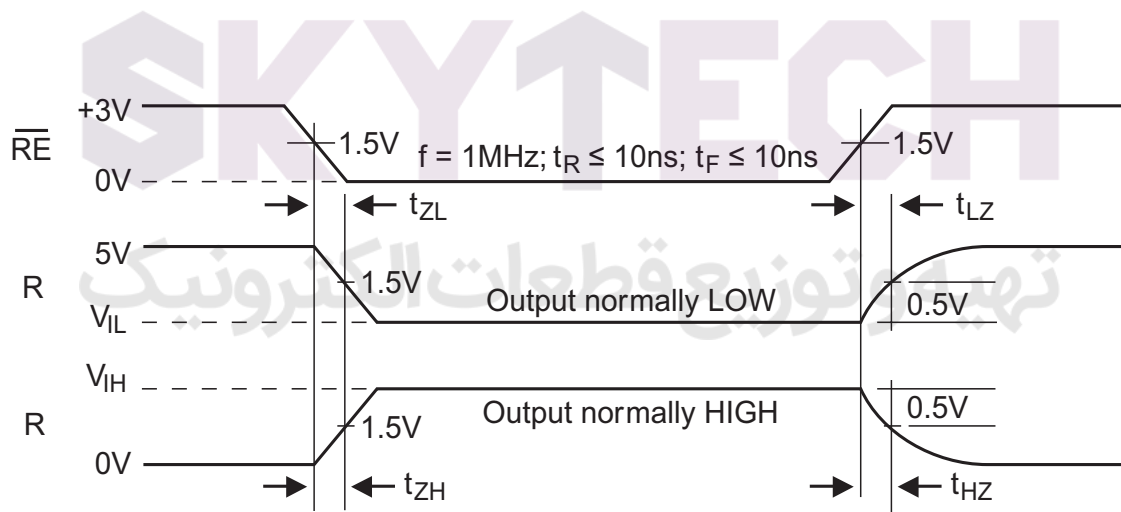 SKYTECH
+3V
RE
1.5V
f = 1MHz; tR ≤ 10ns; tF ≤ 10ns
1.5V
0V
tZL
tLZ
5V
تهیه و توزیع قطعات الکترونیک
R
1.5V
Output normally LOW
0.5V
VIL
VIH
R
1.5V
Output normally HIGH
0.5V
0V
tZH
tHZ